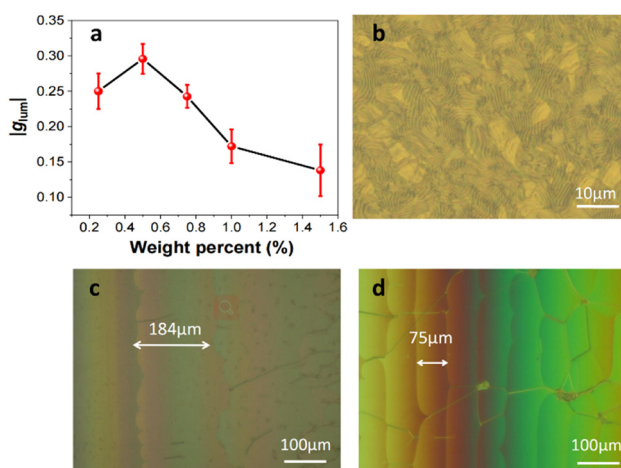 a
|glum|
0.35
0.30
0.25
0.20
0.15
0.10
0.2 0.4 0.6 0.8 1.0 1.2 1.4 1.6
Weight percent (%)
b
10μm
c
184μm
100μm
d
75μm
100μm